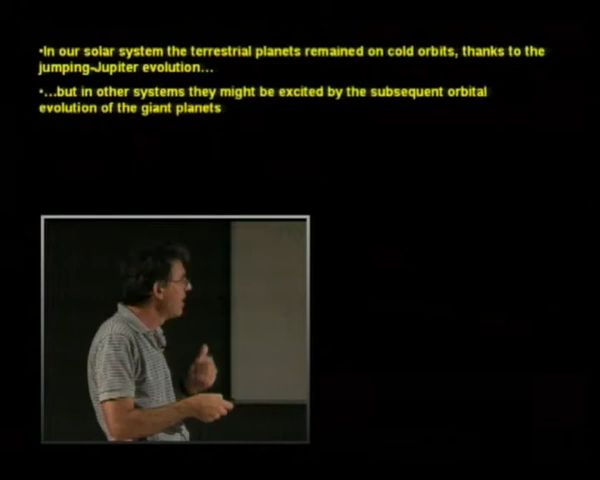 •In our solar system the terrestrial planets remained on cold orbits, thanks to the
jumping-Jupiter evolution...
•...but in other systems they might be excited by the subsequent orbital
evolution of the giant planets